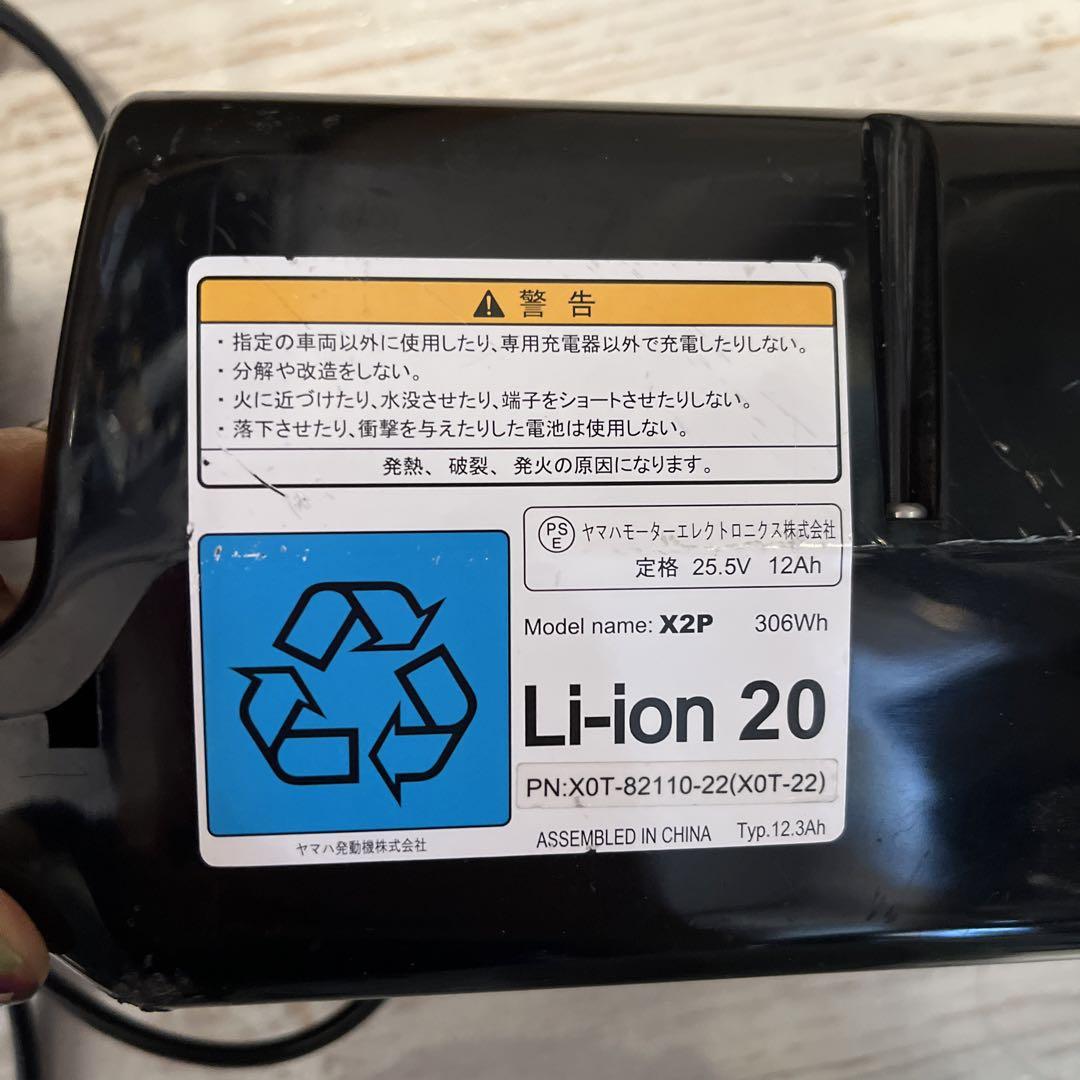 警告
・指定の車両以外に使用したり、専用充電器以外で充電したりしない。
・分解や改造をしない。
・火に近づけたり、水没させたり、端子をショートさせたりしない。
・落下させたり、衝撃を与えたりした電池は使用しない。
発熱、破裂、発火の原因になります。
PS
E
ヤマハモーターエレクトロニクス株式会社
定格 25.5V 12Ah
Model name: X2P 306Wh
Li-ion 20
PN:X0T-82110-22(X0T-22)
ASSEMBLED IN CHINA Typ.12.3Ah
ヤマハ発動機株式会社